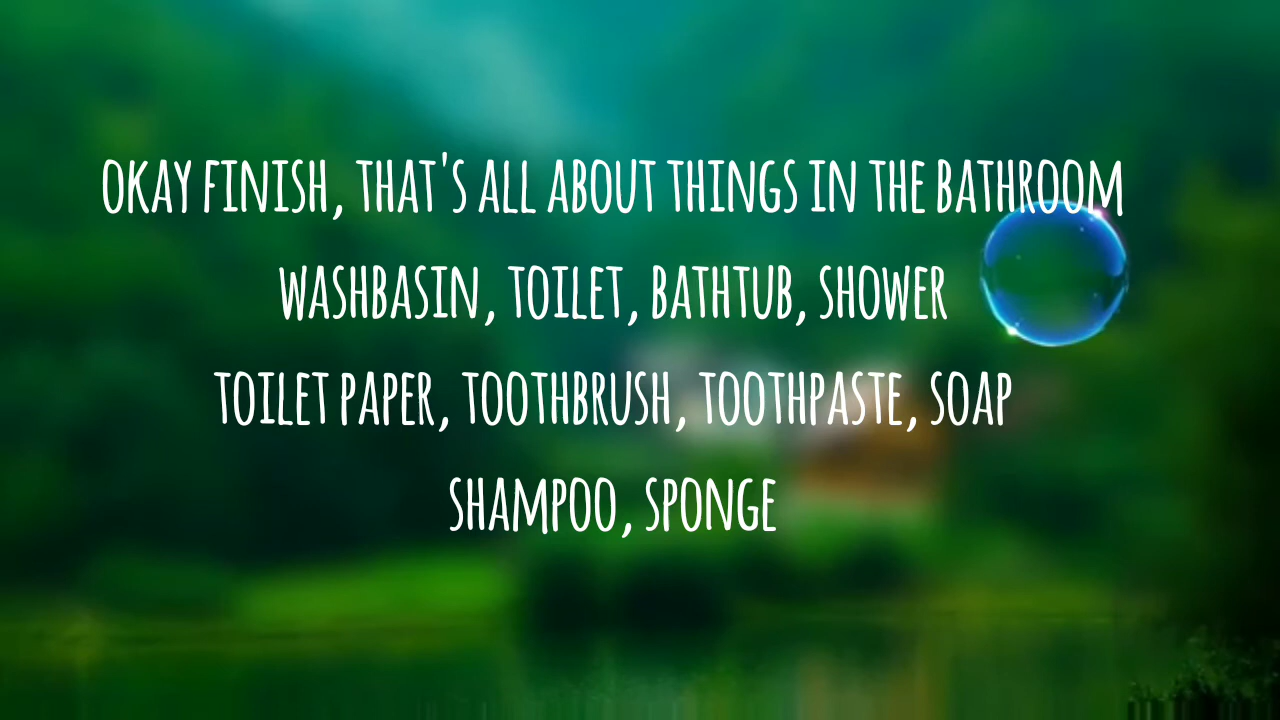 OKAY FINISH, THAT'S ALL ABOUT THINGS IN THE BATHROOM
WASHBASIN, TOILET, BATHTUB, SHOWER
TOILET PAPER, TOOTHBRUSH, TOOTHPASTE, SOAP
SHAMPOO, SPONGE